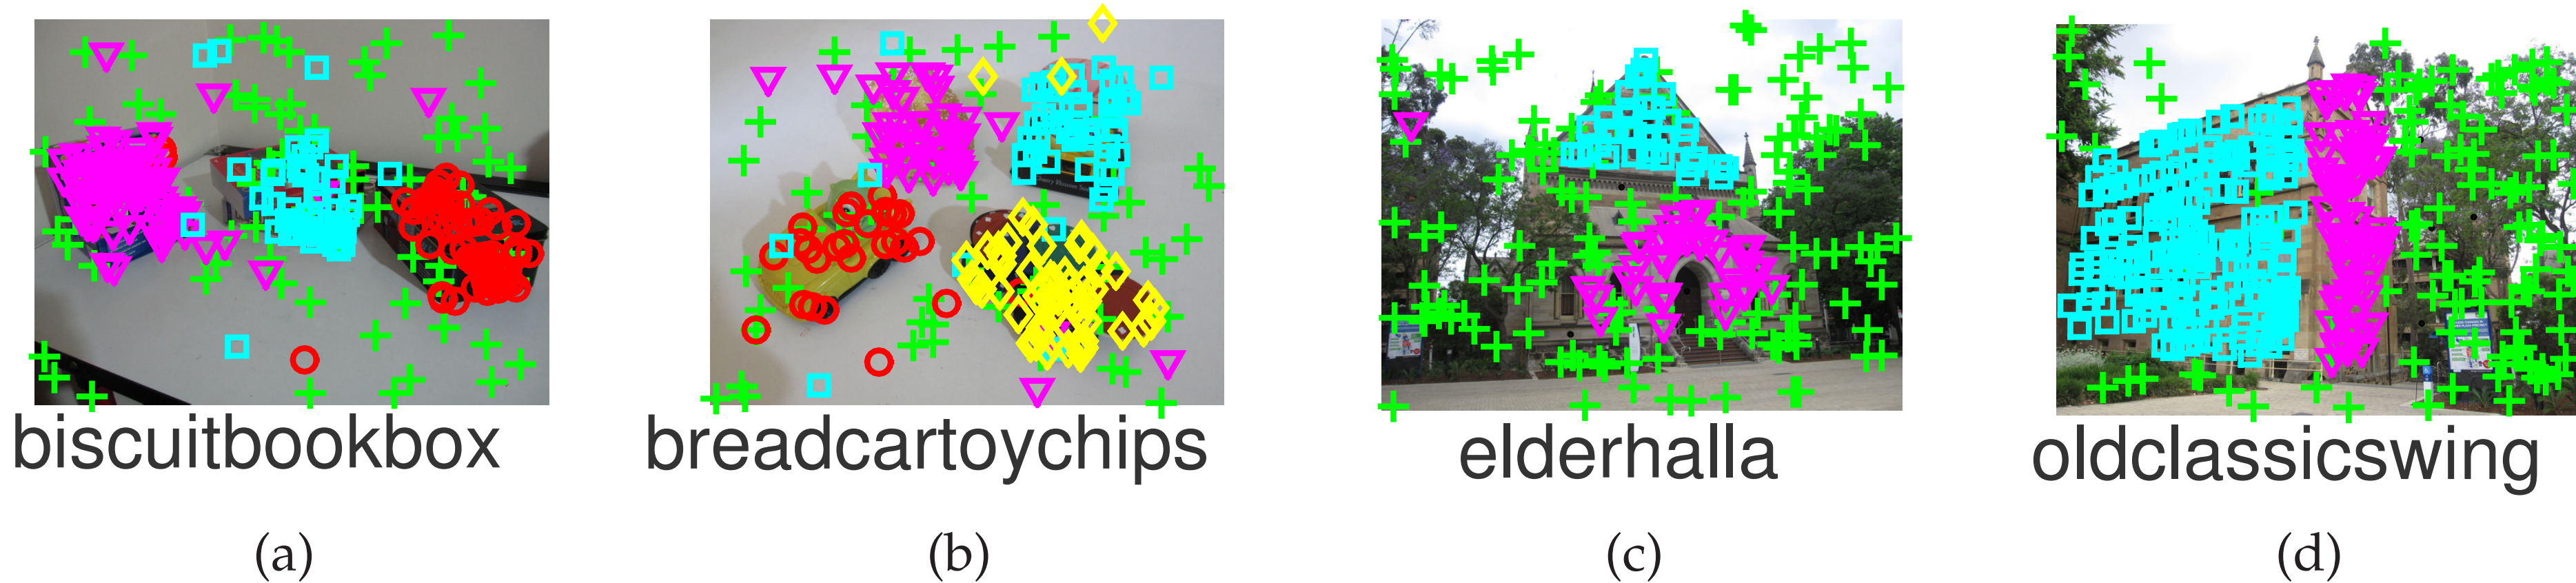 biscuitbookbox
breadcartoychips
elderhalla
oldclassicswing
(a)
(b)
(c)
(d)